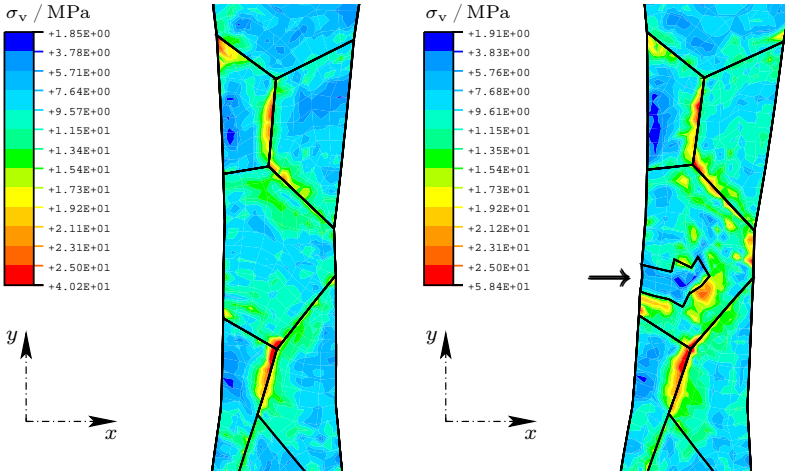 σv / MPa
+1.85E+00
+3.78E+00
+5.71E+00
+7.64E+00
+9.57E+00
+1.15E+01
+1.34E+01
+1.54E+01
+1.73E+01
+1.92E+01
+2.11E+01
+2.31E+01
+2.50E+01
+4.02E+01
y
x
σv / MPa
+1.91E+00
+3.83E+00
+5.76E+00
+7.68E+00
+9.61E+00
+1.15E+01
+1.35E+01
+1.54E+01
+1.73E+01
+1.92E+01
+2.12E+01
+2.31E+01
+2.50E+01
+5.84E+01
y
x